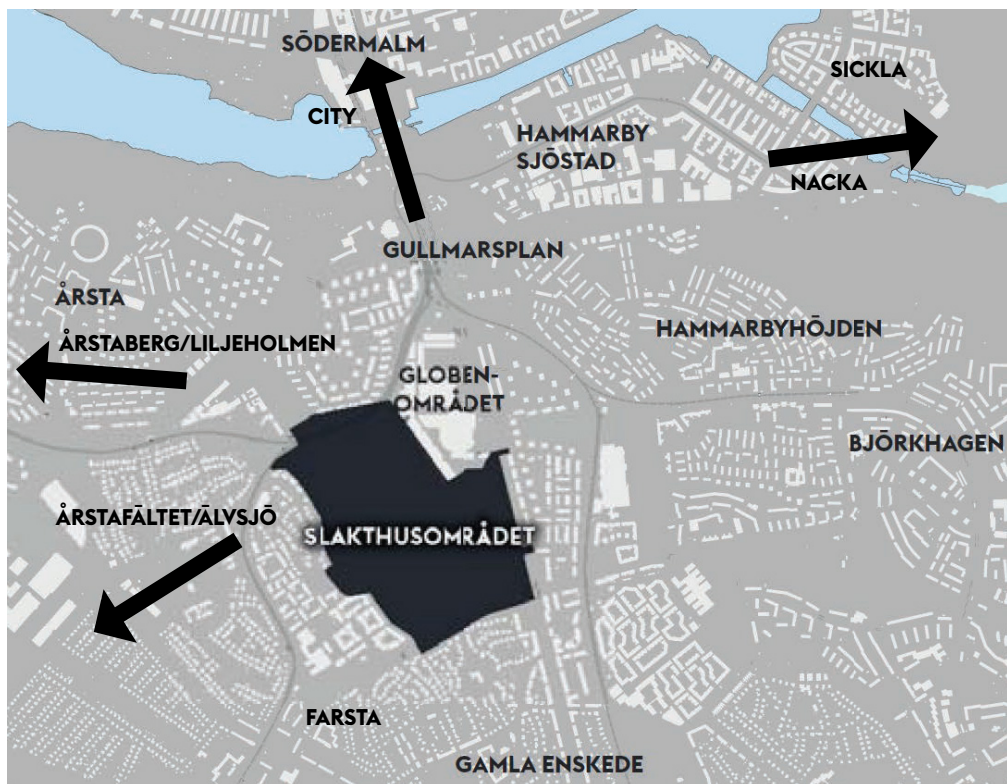 SÖDERMALM
SICKLA
CITY
HAMMARBY
SJÖSTAD
NACKA
GULLMARSPLAN
ÅRSTA
HAMMARBYHÖJDEN
ÅRSTABERG/LILJEHOLMEN
GLOBEN-
OMRÅDET
BJÖRKHAGEN
ÅRSTAFÄLTET/ÄLVSJÖ
SLAKTHUSOMRÅDET
FARSTA
GAMLA ENSKEDE